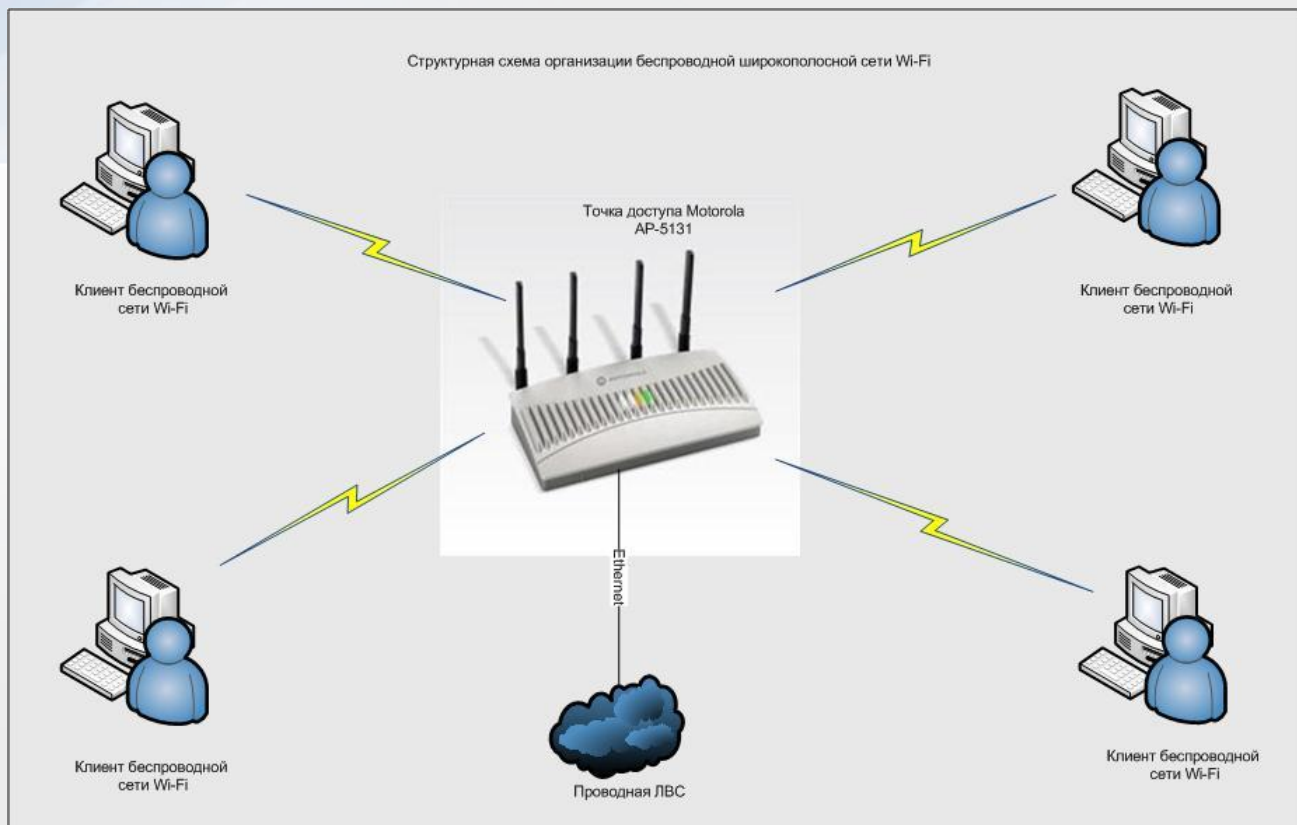 Структурная схема организации беспроводной широкополосной сети Wi-Fi
Точка доступа Motorola
AP-5131
Клиент беспроводной
сети Wi-Fi
Клиент беспроводной
сети Wi-Fi
MOTOROLA
Ethernet
Клиент беспроводной
сети Wi-Fi
Клиент беспроводной
сети Wi-Fi
Проводная ЛВС